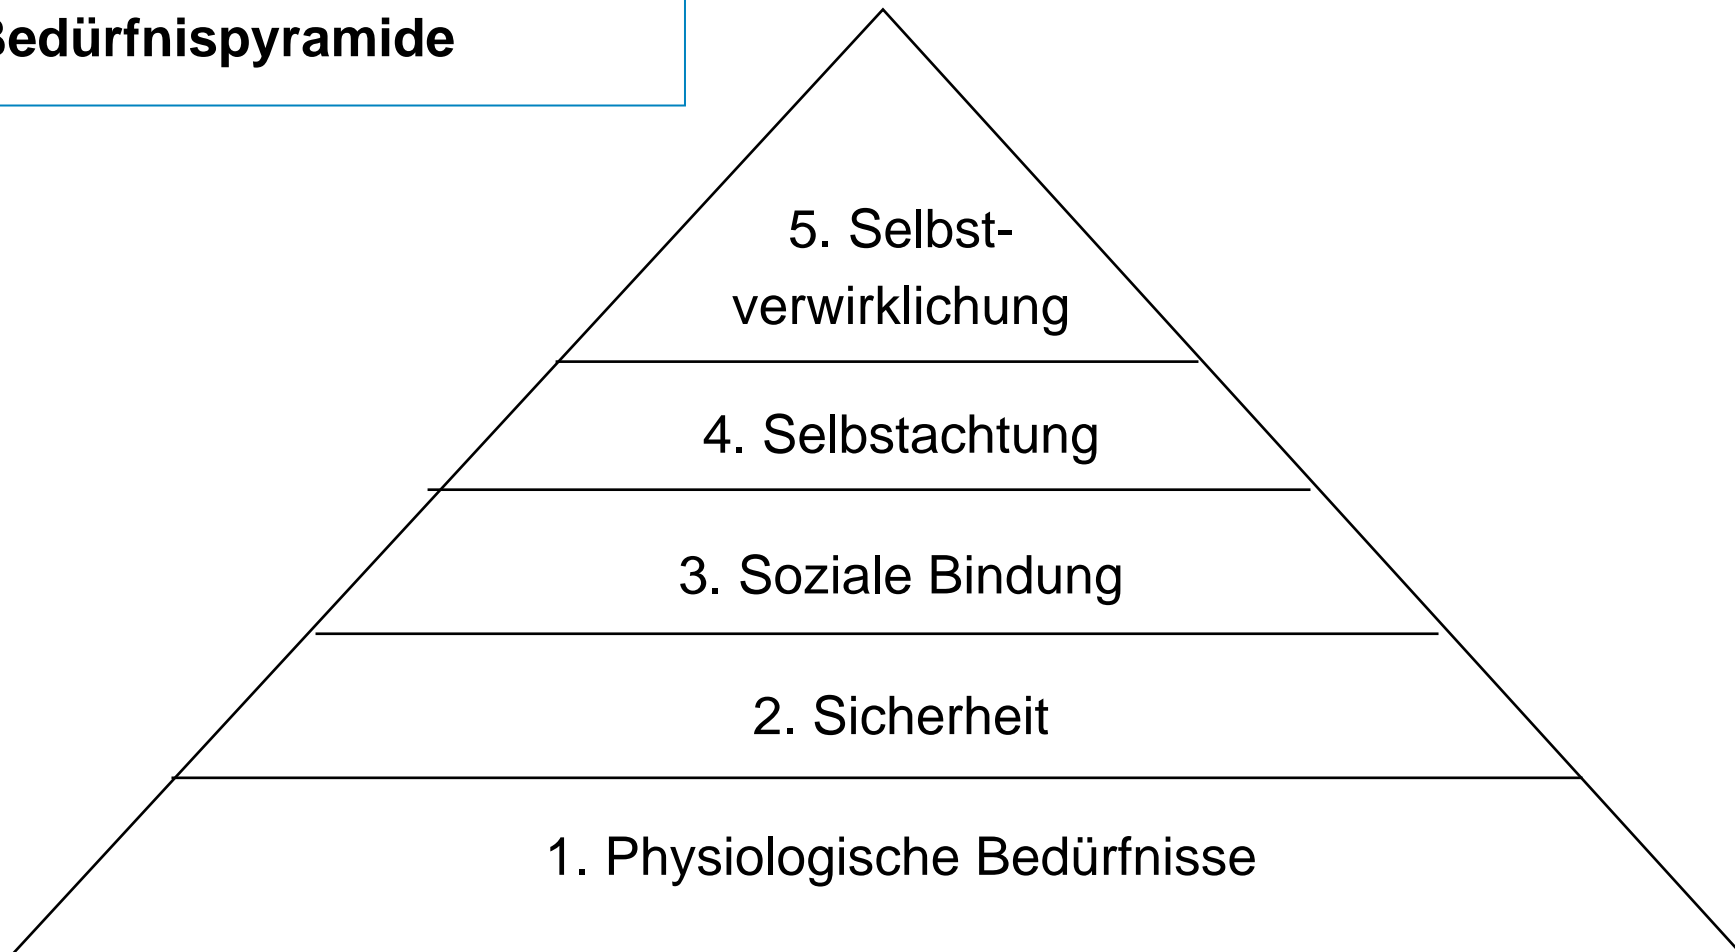 Bedürfnispyramide
5. Selbst-
verwirklichung
4. Selbstachtung
3. Soziale Bindung
2. Sicherheit
1. Physiologische Bedürfnisse